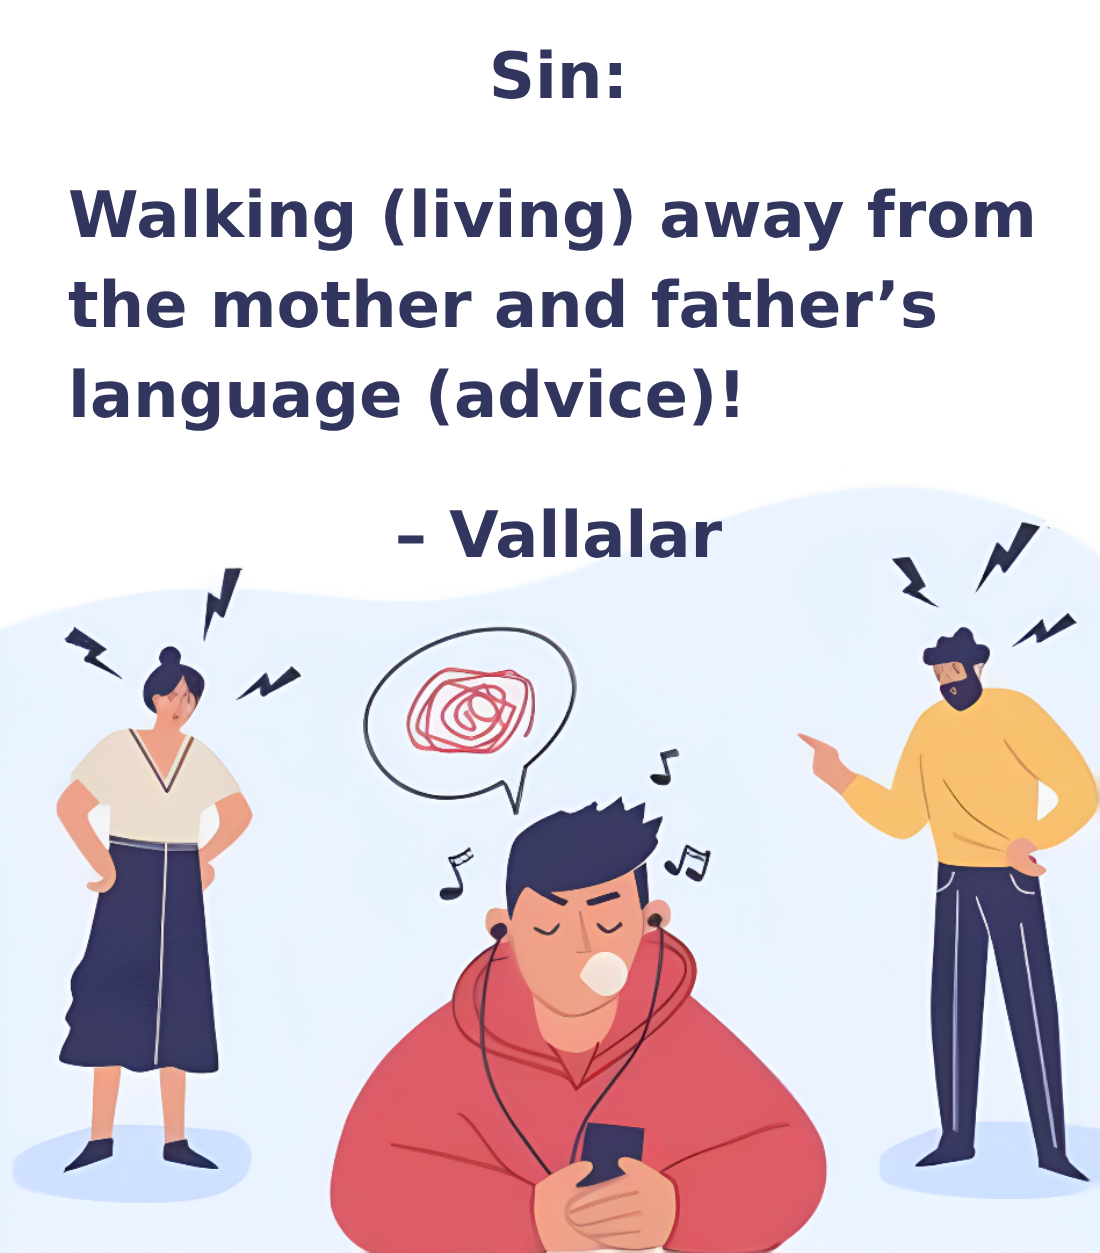 Sin:
Walking (living) away from
the mother and father’s
language (advice)!
– Vallalar